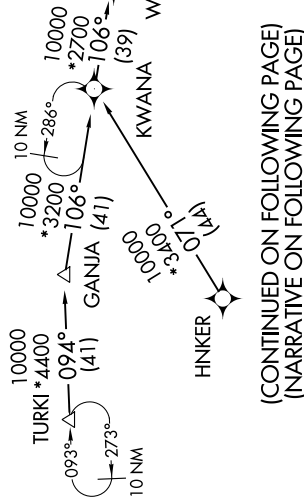 10 NM
093°
273°
TURKI
10000
*4400
094°
(41)
GANJA
10000
*3200
106°
(41)
10 NM
286°
KWANA
10000
*2700
106°
(39)
W
HNKER
10000
*3400
071°
(44)
(CONTINUED ON FOLLOWING PAGE)
(NARRATIVE ON FOLLOWING PAGE)